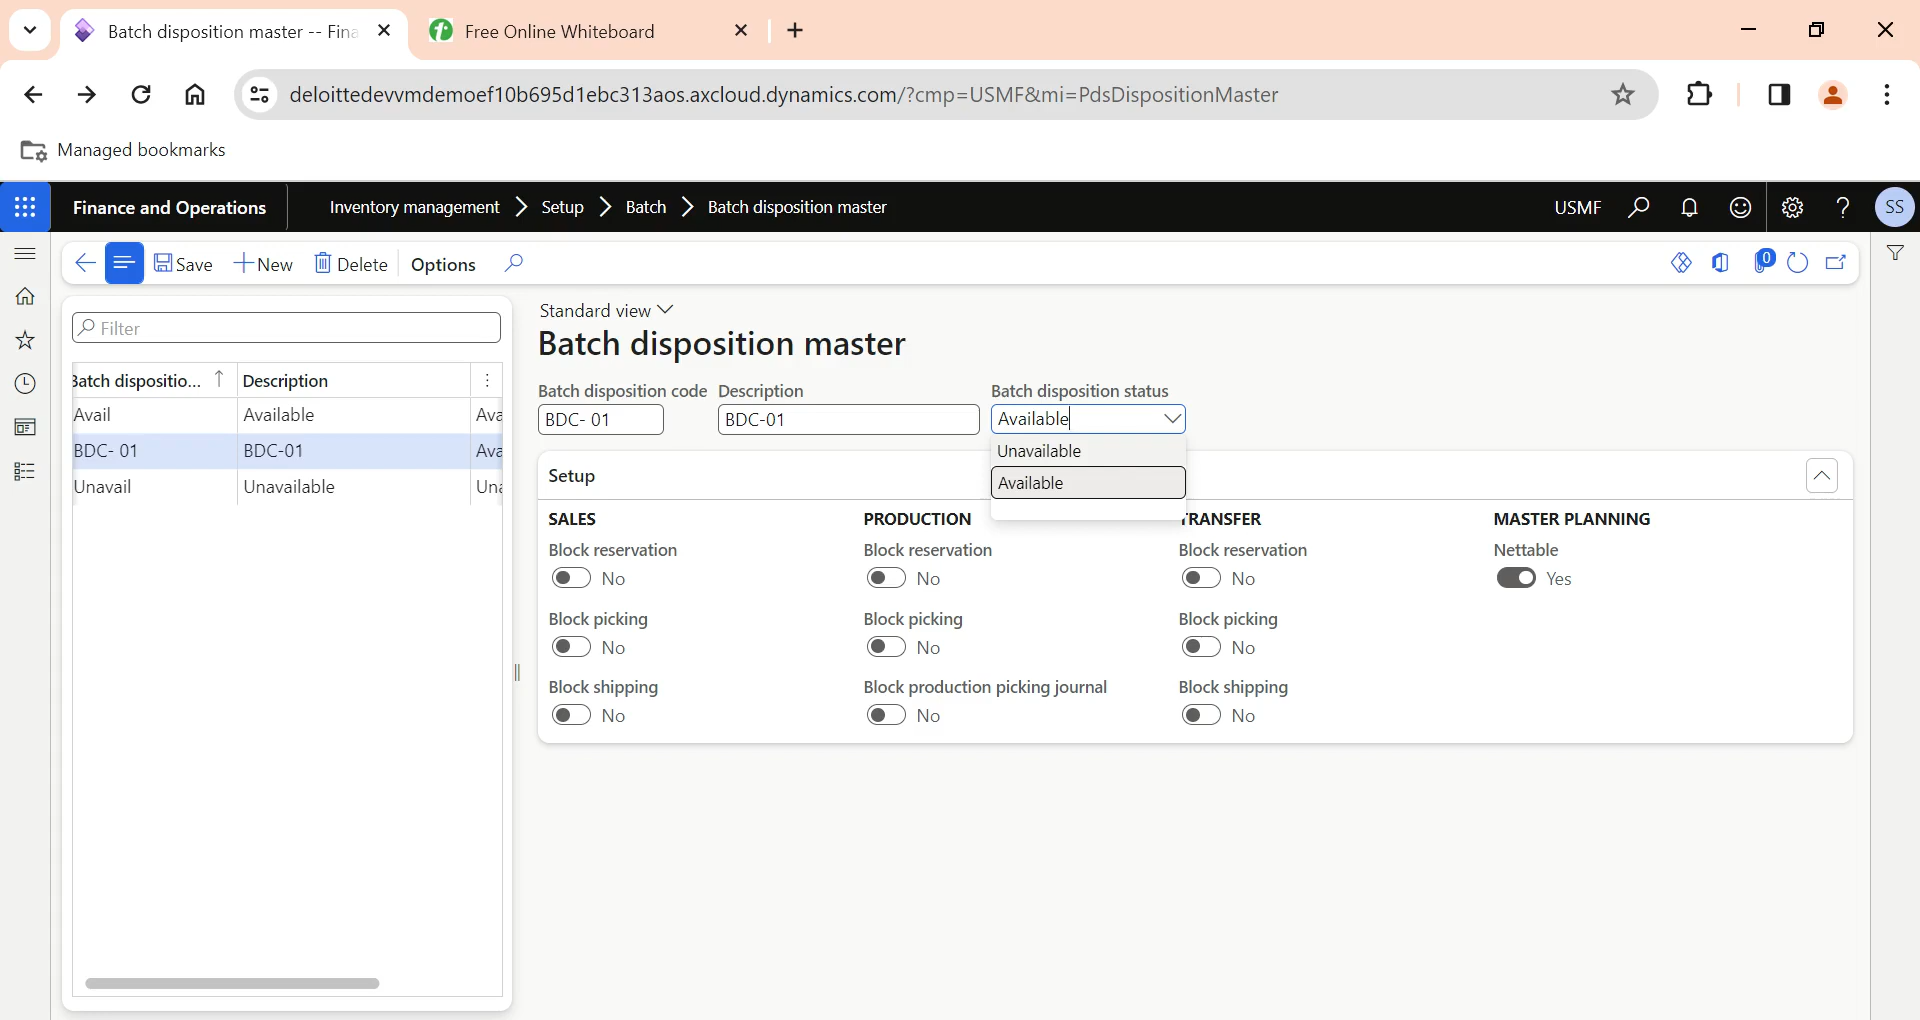 Batch disposition master -- Fina
Free Online Whiteboard
deloittedevvmdemoef10b695d1ebc313aos.axcloud.dynamics.com/?cmp=USMF&mi=PdsDispositionMaster
Managed bookmarks
Finance and Operations
Inventory management > Setup > Batch > Batch disposition master
USMF
?
SS
Save
New
Delete
Options
0
Filter
Batch dispositio... ↑ Description
Avail Available Ava
BDC- 01 BDC-01 Ava
Unavail Unavailable Una
Standard view
Batch disposition master
Batch disposition code Description Batch disposition status
BDC- 01 BDC-01 Available
Unavailable
Available
Setup
SALES PRODUCTION TRANSFER MASTER PLANNING
Block reservation Block reservation Block reservation Nettable
No No No Yes
Block picking Block picking Block picking
No No No
Block shipping Block production picking journal Block shipping
No No No